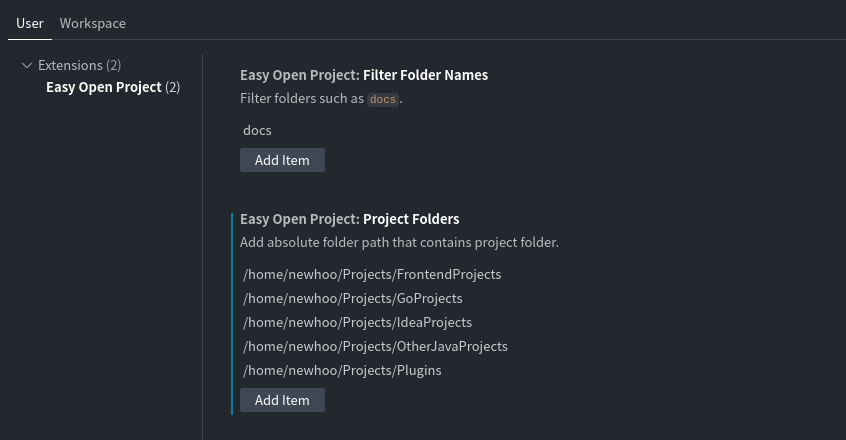 User Workspace
Extensions (2)
Easy Open Project (2)
Easy Open Project: Filter Folder Names
Filter folders such as docs.
docs
Add Item
Easy Open Project: Project Folders
Add absolute folder path that contains project folder.
/home/newhoo/Projects/FrontendProjects
/home/newhoo/Projects/GoProjects
/home/newhoo/Projects/IdeaProjects
/home/newhoo/Projects/OtherJavaProjects
/home/newhoo/Projects/Plugins
Add Item